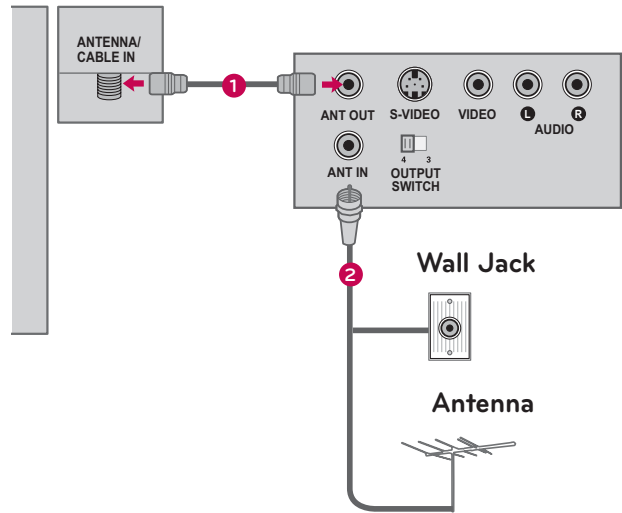 ANTENNA/
CABLE IN
1
ANT OUT
S-VIDEO
VIDEO
L
R
AUDIO
ANT IN
4 3
OUTPUT
SWITCH
2
Wall Jack
Antenna